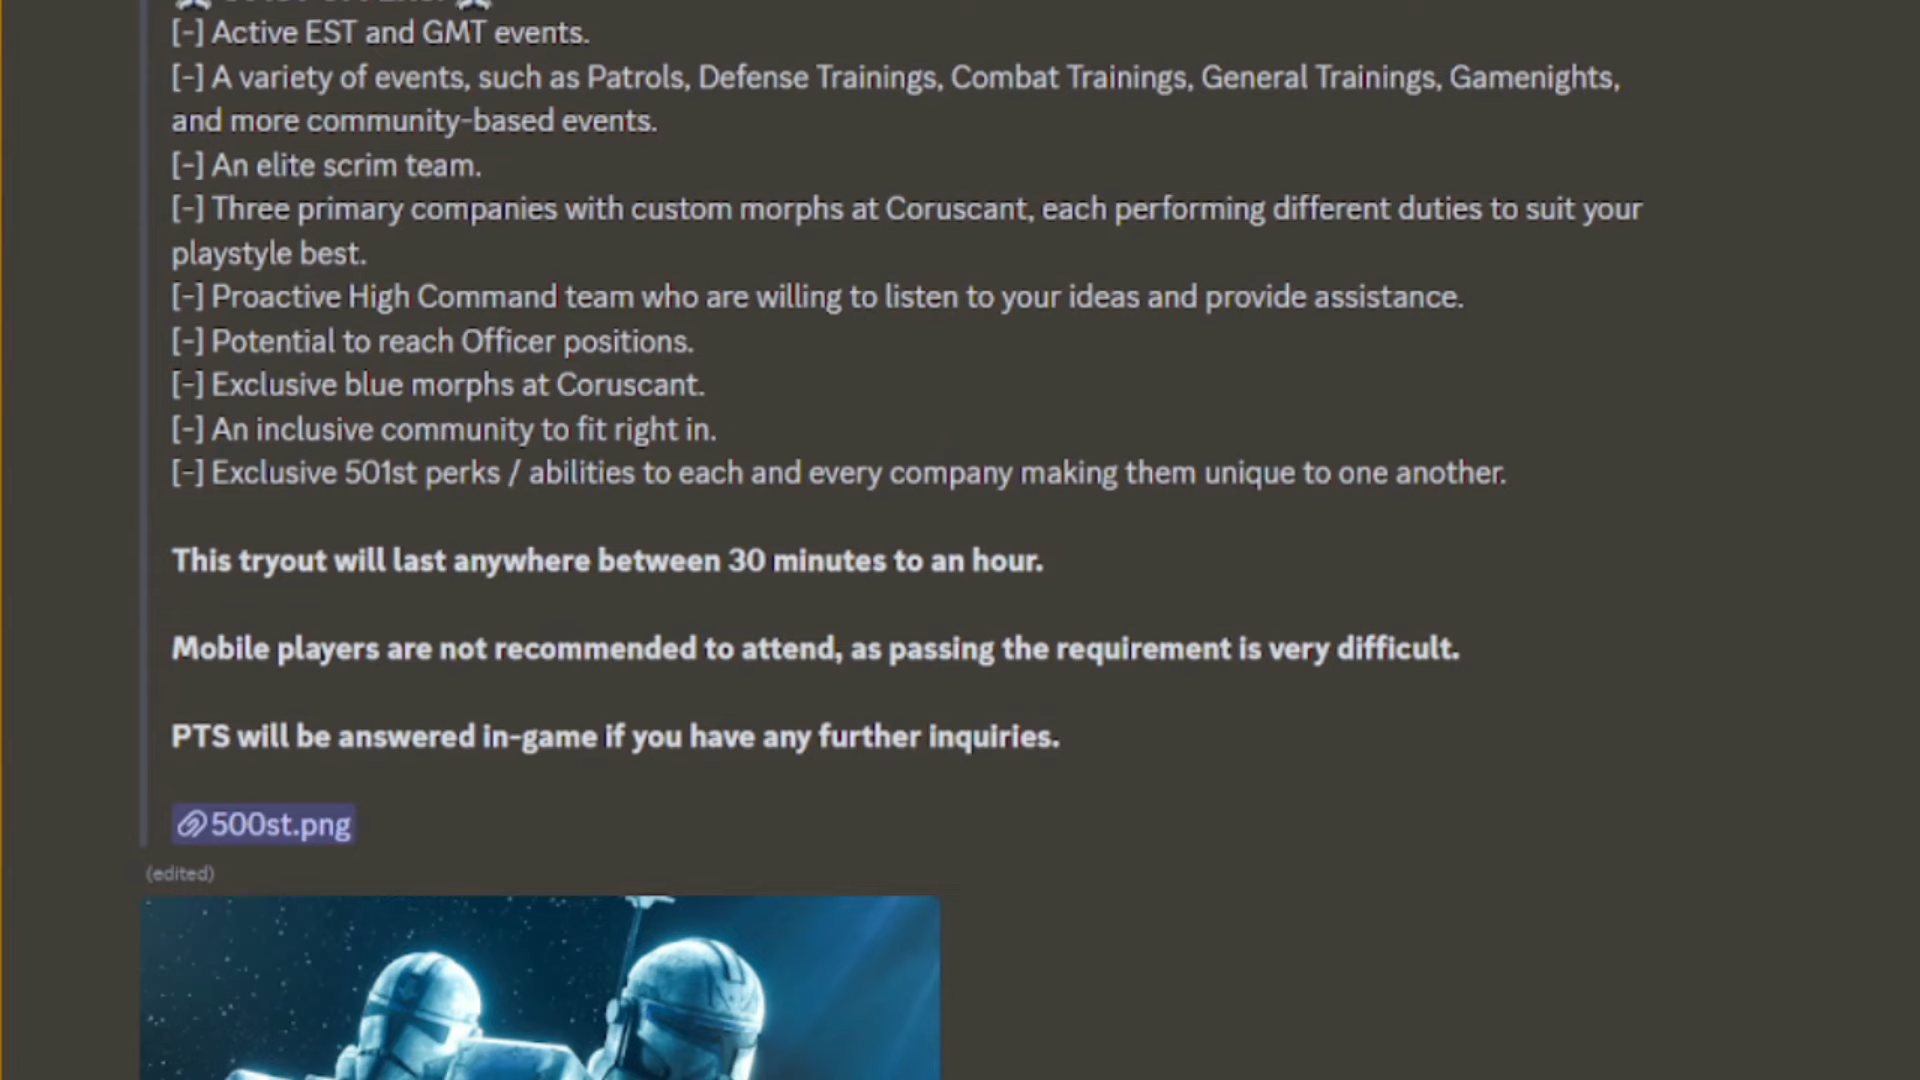 [-] Active EST and GMT events.
[-] A variety of events, such as Patrols, Defense Trainings, Combat Trainings, General Trainings, Gamenights,
and more community-based events.
[-] An elite scrim team.
[-] Three primary companies with custom morphs at Coruscant, each performing different duties to suit your
playstyle best.
[-] Proactive High Command team who are willing to listen to your ideas and provide assistance.
[-] Potential to reach Officer positions.
[-] Exclusive blue morphs at Coruscant.
[-] An inclusive community to fit right in.
[-] Exclusive 501st perks / abilities to each and every company making them unique to one another.
This tryout will last anywhere between 30 minutes to an hour.
Mobile players are not recommended to attend, as passing the requirement is very difficult.
PTS will be answered in-game if you have any further inquiries.
500st.png
(edited)